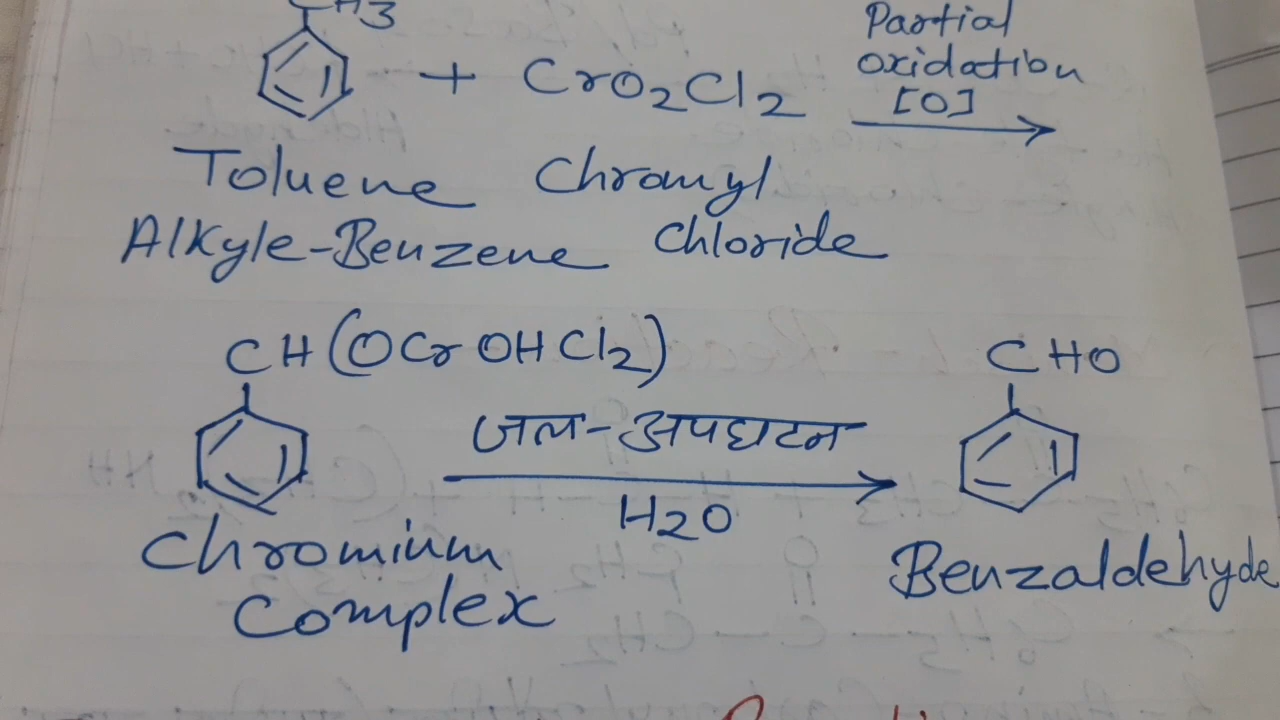 CH3
Partial
oxidation
+ CrO2Cl2 [O]
Toluene Chromyl
Alkyle-Benzene Chloride
CH(OCrOHCl2) CHO
जल-अपघटन
H2O
Chromium Benzaldehyde
Complex